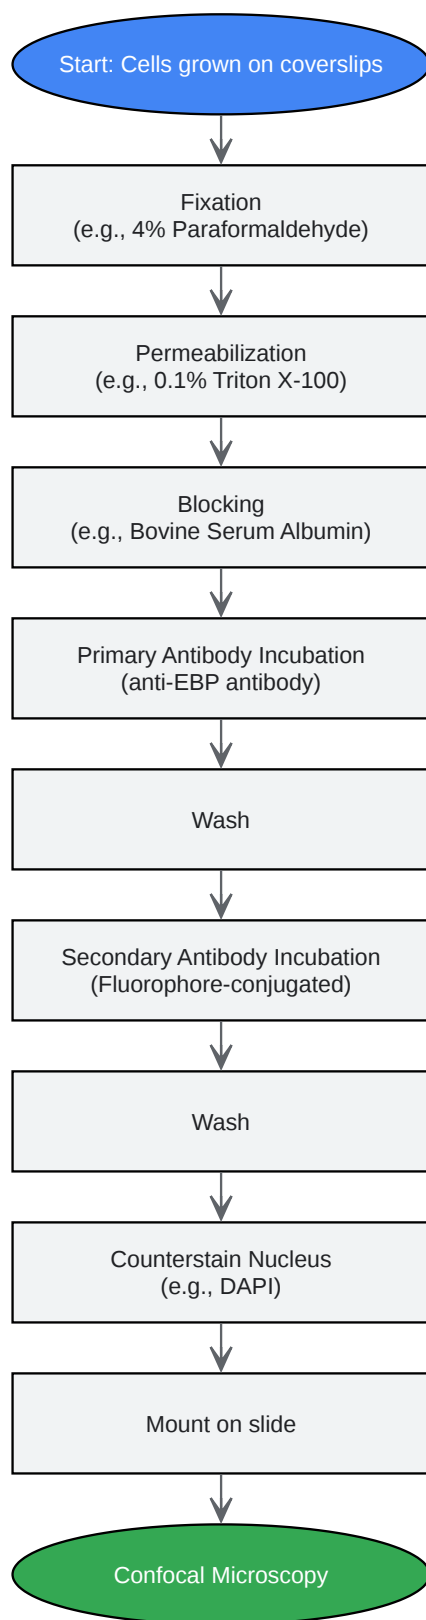 Start: Cells grown on coverslips
Fixation
(e.g., 4% Paraformaldehyde)
Permeabilization
(e.g., 0.1% Triton X-100)
Blocking
(e.g., Bovine Serum Albumin)
Primary Antibody Incubation
(anti-EBP antibody)
Wash
Secondary Antibody Incubation
(Fluorophore-conjugated)
Wash
Counterstain Nucleus
(e.g., DAPI)
Mount on slide
Confocal Microscopy